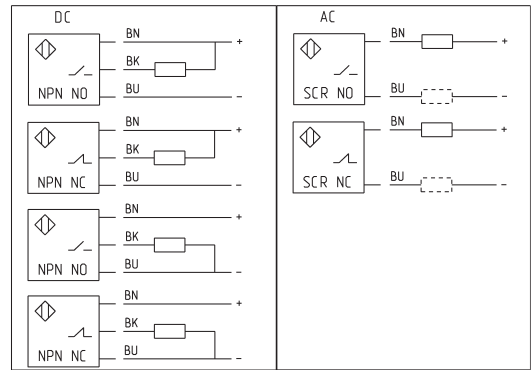 DC
BN
+
BK
NPN NO
BU
-
BN
+
BK
NPN NC
BU
-
BN
+
BK
NPN NO
BU
-
BN
+
BK
NPN NC
BU
-
AC
BN
+
SCR NO
BU
-
BN
+
SCR NC
BU
-